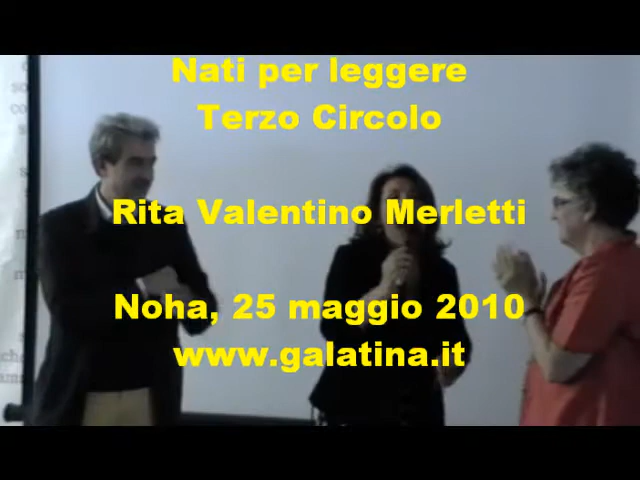 Nati per leggere
Terzo Circolo
Rita Valentino Merletti
Noha, 25 maggio 2010
www.galatina.it